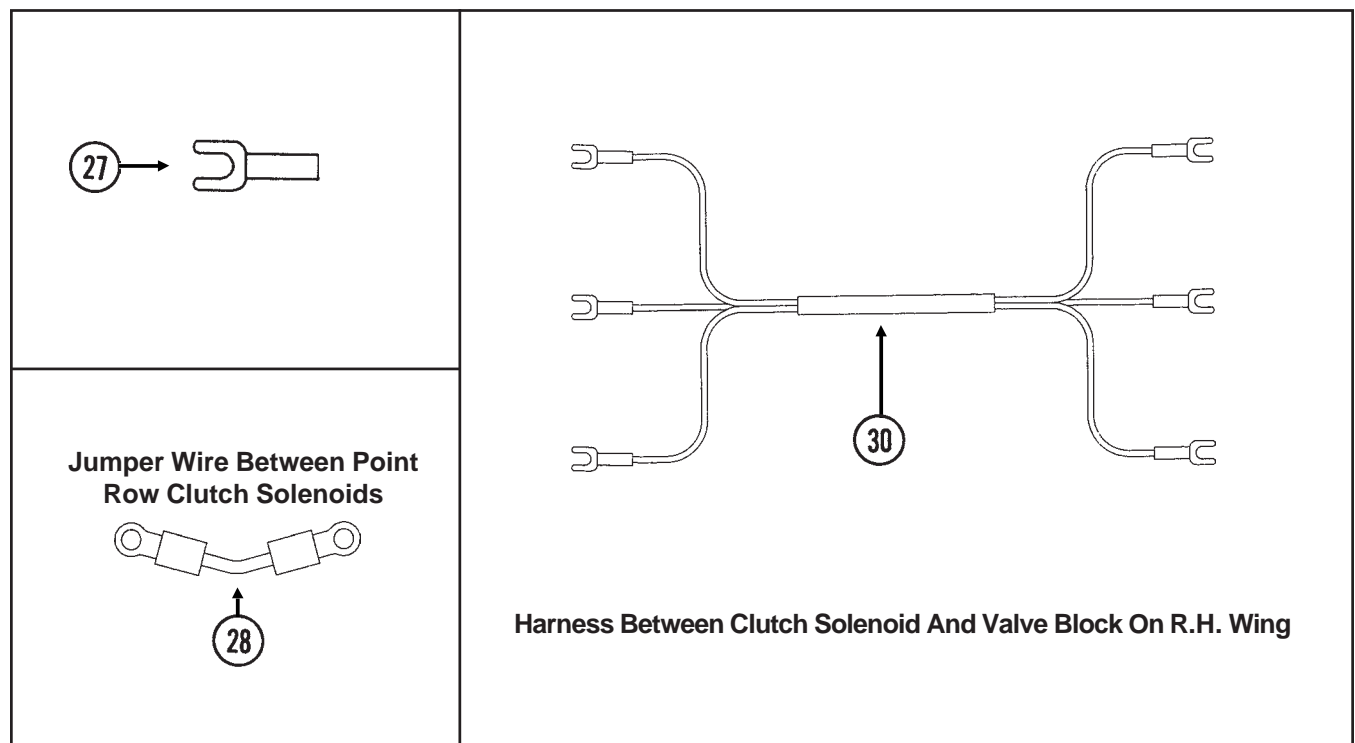 27
Jumper Wire Between Point
Row Clutch Solenoids
28
30
Harness Between Clutch Solenoid And Valve Block On R.H. Wing